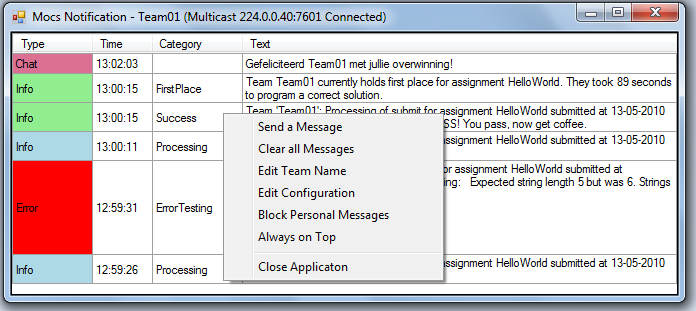 Mocs Notification - Team01 (Multicast 224.0.0.40:7601 Connected)
Type Time Category Text
Chat 13:02:03 Gefeliciteerd Team01 met jullie overwinning!
Info 13:00:15 FirstPlace Team Team01 currently holds first place for assignment HelloWorld. They took 89 seconds
to program a correct solution.
Info 13:00:15 Success Team 'Team01': Processing of submit for assignment HelloWorld submitted at 13-05-2010
SS! You pass, now get coffee.
Info 13:00:11 Processing assignment HelloWorld submitted at 13-05-2010
Error 12:59:31 ErrorTesting for assignment HelloWorld submitted at
ing: Expected string length 5 but was 6. Strings
Info 12:59:26 Processing assignment HelloWorld submitted at 13-05-2010
Send a Message
Clear all Messages
Edit Team Name
Edit Configuration
Block Personal Messages
Always on Top
Close Applicaton